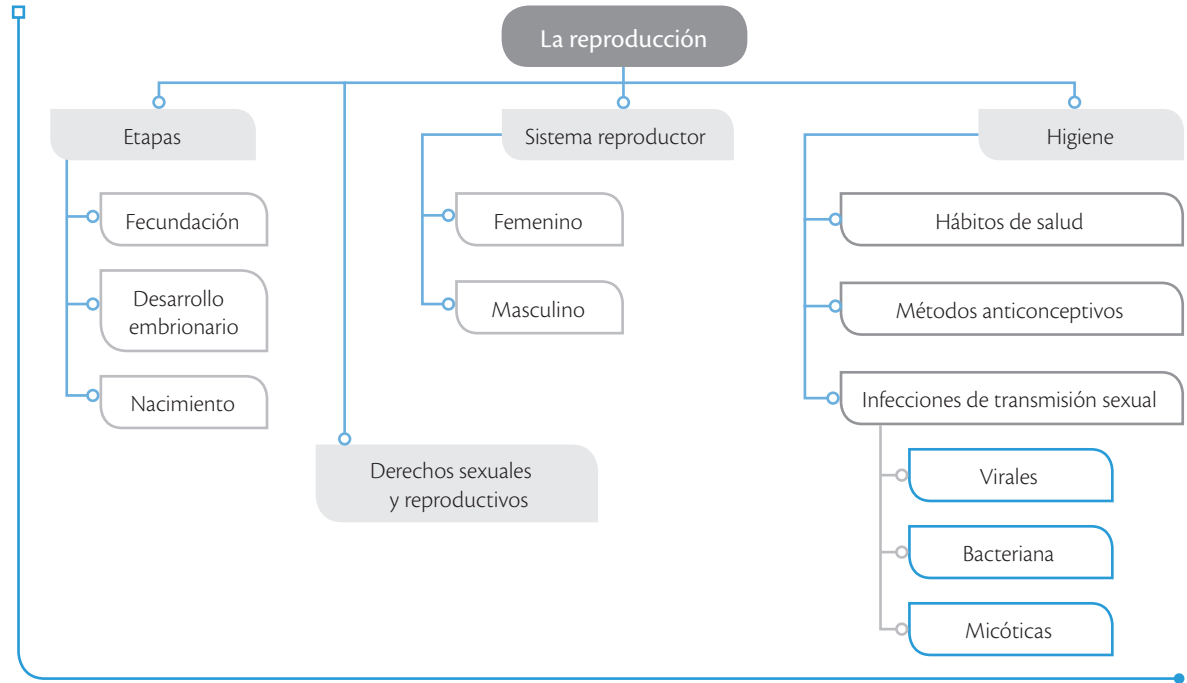 La reproducción
Etapas
Fecundación
Desarrollo
embrionario
Nacimiento
Derechos sexuales
y reproductivos
Sistema reproductor
Femenino
Masculino
Higiene
Hábitos de salud
Métodos anticonceptivos
Infecciones de transmisión sexual
Virales
Bacteriana
Micóticas